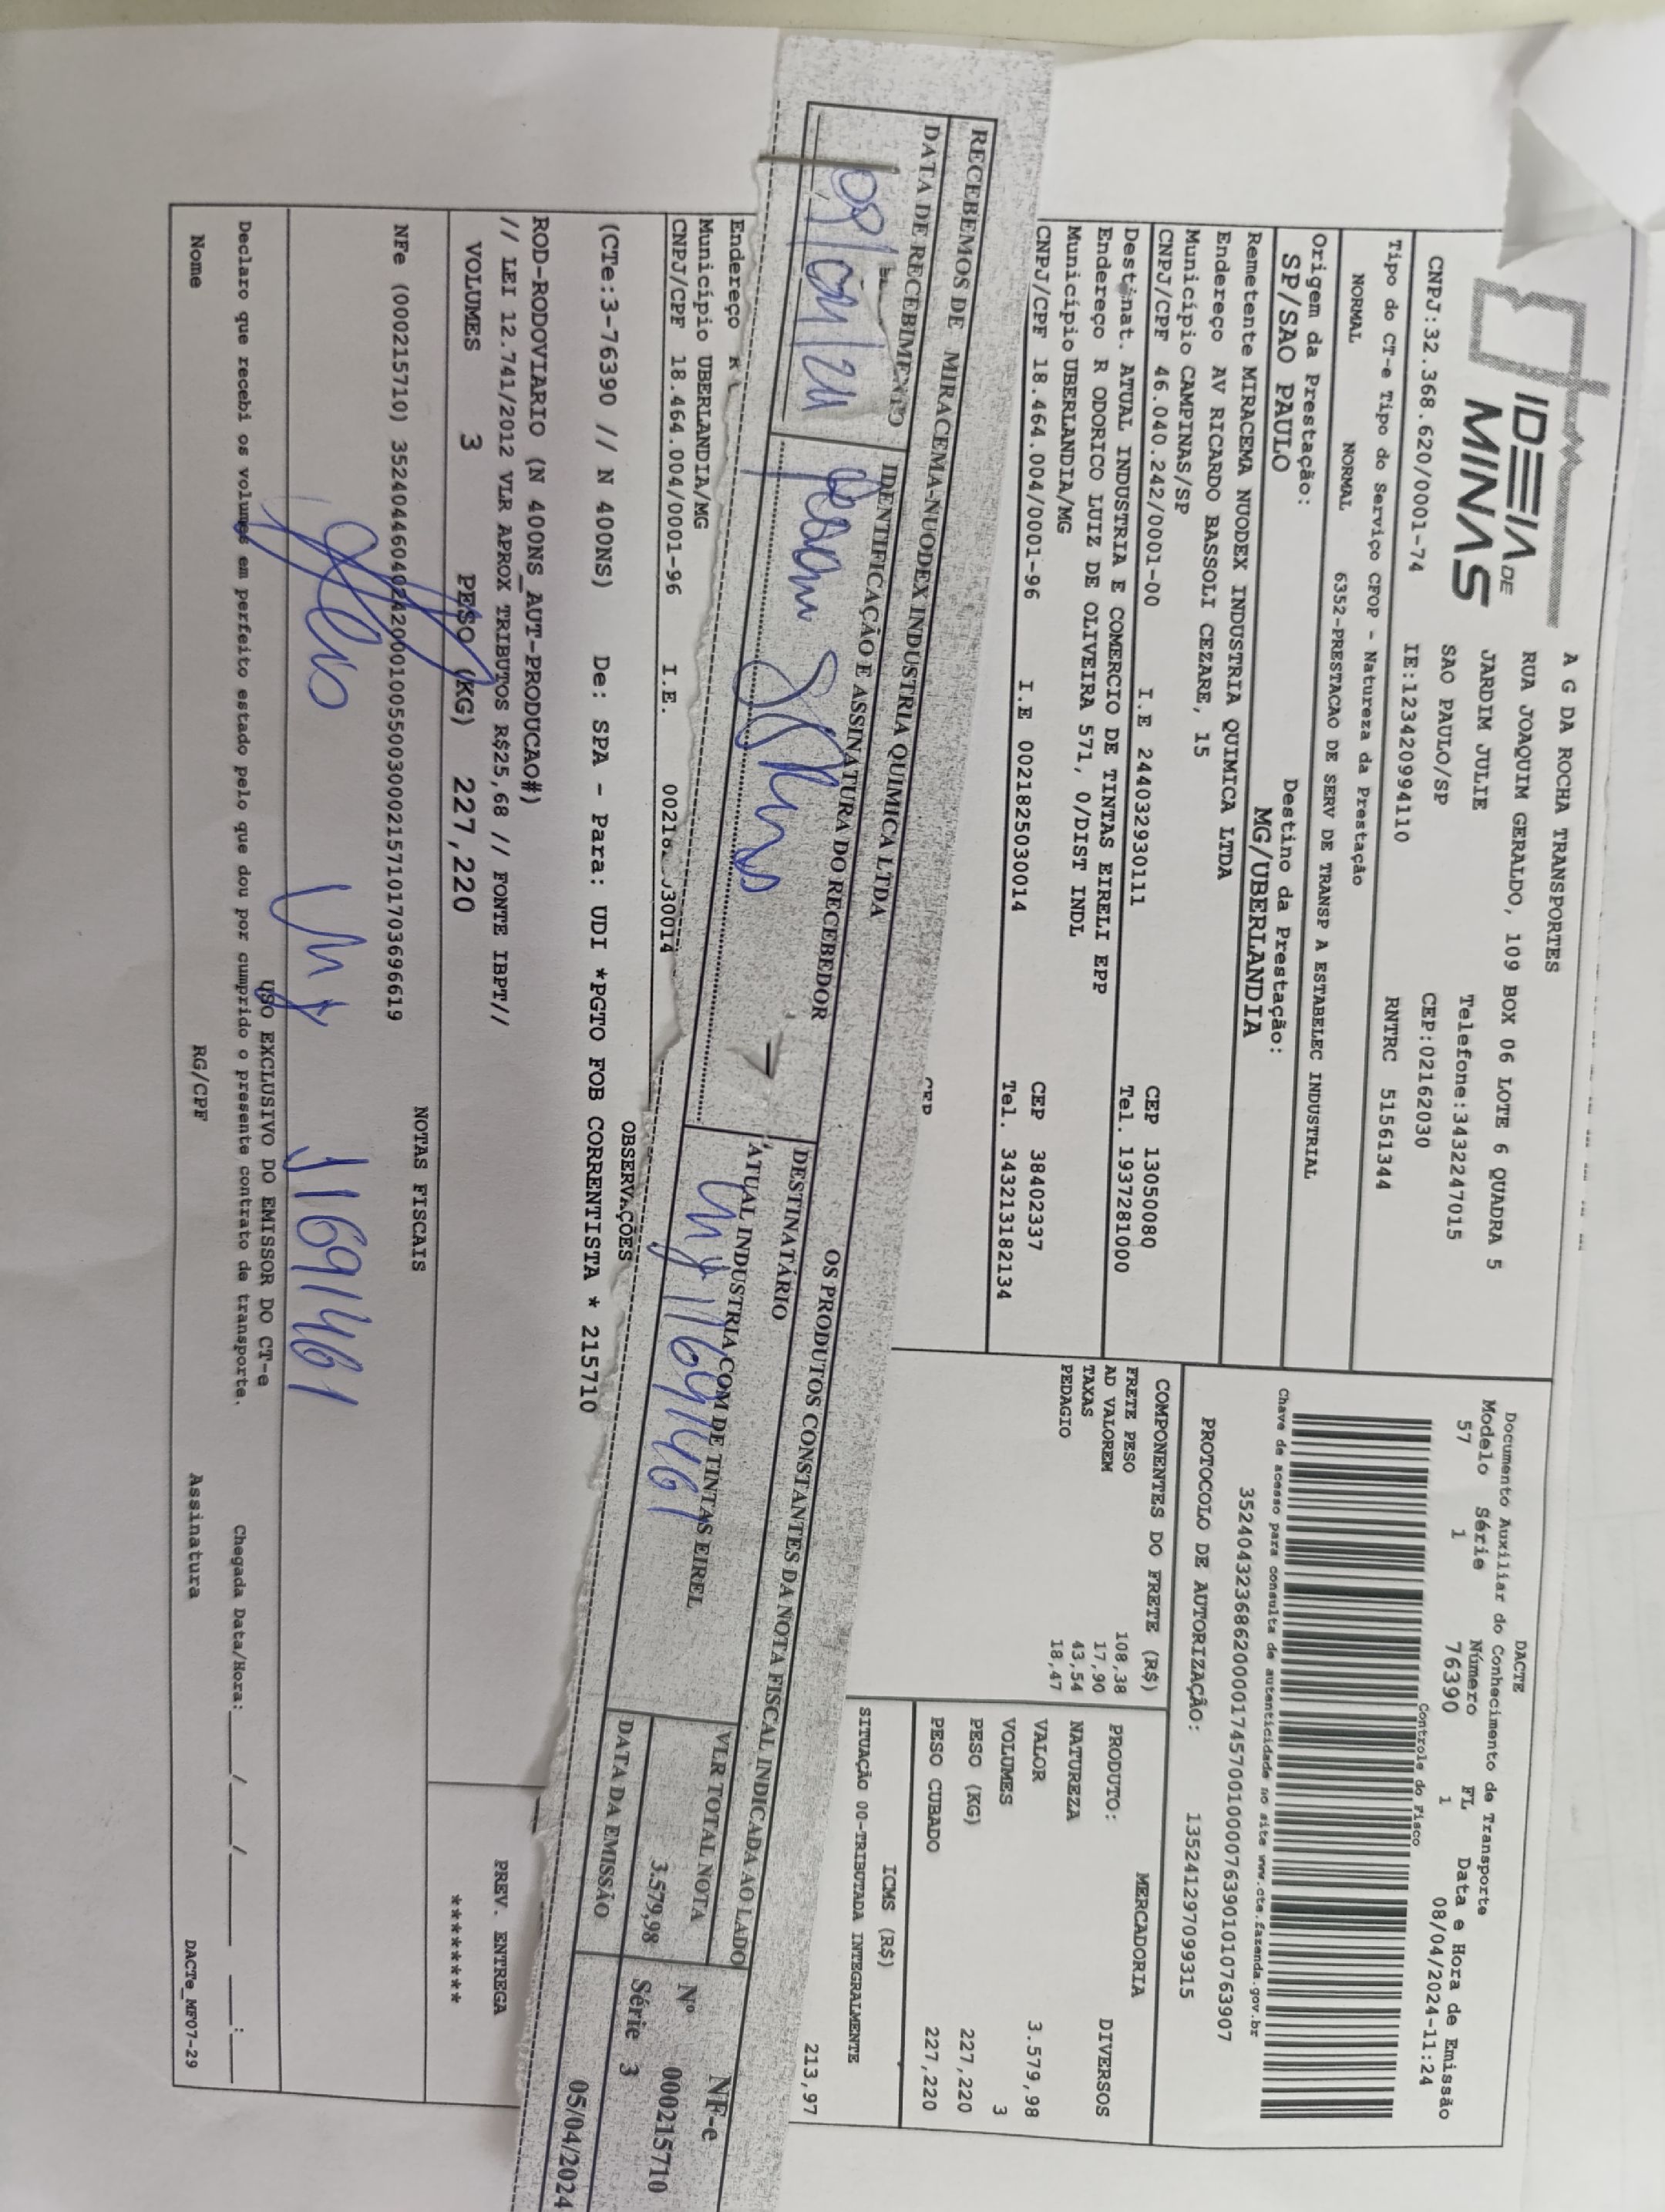 IDEIA DE
MINAS
A G DA ROCHA TRANSPORTES
RUA JOAQUIM GERALDO, 109 BOX 06 LOTE 6 QUADRA 5
JARDIM JULIE Telefone:3432247015
SAO PAULO/SP CEP:02162030
CNPJ:32.368.620/0001-74 IE:123420994110 RNTRC 51561344
Tipo do CT-e Tipo do Serviço CFOP - Natureza da Prestação
NORMAL NORMAL 6352-PRESTACAO DE SERV DE TRANSP A ESTABELEC INDUSTRIAL
Origem da Prestação: Destino da Prestação:
SP/SAO PAULO MG/UBERLANDIA
Remetente MIRACEMA NUODEX INDUSTRIA QUIMICA LTDA
Endereço AV RICARDO BASSOLI CEZARE, 15
Município CAMPINAS/SP CEP 13050080
CNPJ/CPF 46.040.242/0001-00 I.E 244032930111 Tel. 1937281000
Destinat. ATUAL INDUSTRIA E COMERCIO DE TINTAS EIRELI EPP
Endereço R ODORICO LUIZ DE OLIVEIRA 571, 0/DIST INDL
Município UBERLANDIA/MG CEP 38402337
CNPJ/CPF 18.464.004/0001-96 I.E 0021825030014 Tel. 3432131182134
DACTE
Documento Auxiliar do Conhecimento de Transporte
Modelo Série Número FL Data e Hora de Emissão
57 1 76390 1 08/04/2024-11:24
Controle do Fisco
Chave de acesso para consulta de autenticidade no site www.cte.fazenda.gov.br
35240432368620000174570010000763901010763907
PROTOCOLO DE AUTORIZAÇÃO: 135241297099315
COMPONENTES DO FRETE (R$)
FRETE PESO 108,38
AD VALOREM 17,90
TAXAS 43,54
PEDAGIO 18,47
MERCADORIA
PRODUTO: DIVERSOS
NATUREZA
VALOR 3.579,98
VOLUMES 3
PESO (KG) 227,220
PESO CUBADO 227,220
ICMS (R$)
SITUAÇÃO 00-TRIBUTADA INTEGRALMENTE
213,97
CEP
RECEBEMOS DE MIRACEMA-NUODEX INDUSTRIA QUIMICA LTDA OS PRODUTOS CONSTANTES DA NOTA FISCAL INDICADA AO LADO
DATA DE RECEBIMENTO IDENTIFICAÇÃO E ASSINATURA DO RECEBEDOR
DESTINATÁRIO
ATUAL INDUSTRIA COM DE TINTAS EIREL
VLR TOTAL NOTA
3.579,98
DATA DA EMISSÃO
05/04/2024
NF-e
Nº 000215710
Série 3
11691461
Endereço
Município UBERLANDIA/MG
CNPJ/CPF 18.464.004/0001-96 I.E.
OBSERVAÇÕES
(CTe:3-76390 // N 400NS) De: SPA - Para: UDI *PGTO FOB CORRENTISTA * 215710
ROD-RODOVIARIO (N 400NS_AUT-PRODUCAO#)
// LEI 12.741/2012 VLR APROX TRIBUTOS R$25,68 // FONTE IBPT//
VOLUMES 3 PESO (KG) 227,220
PREV. ENTREGA
*******
NOTAS FISCAIS
NFe (000215710) 35240446040242000100550030002157101703696619
11691461
USO EXCLUSIVO DO EMISSOR DO CT-e
Declaro que recebi os volumes em perfeito estado pelo que dou por cumprido o presente contrato de transporte. Chegada Data/Hora:___/___/_____ ___:___
Nome RG/CPF Assinatura DACTe_MF07-29